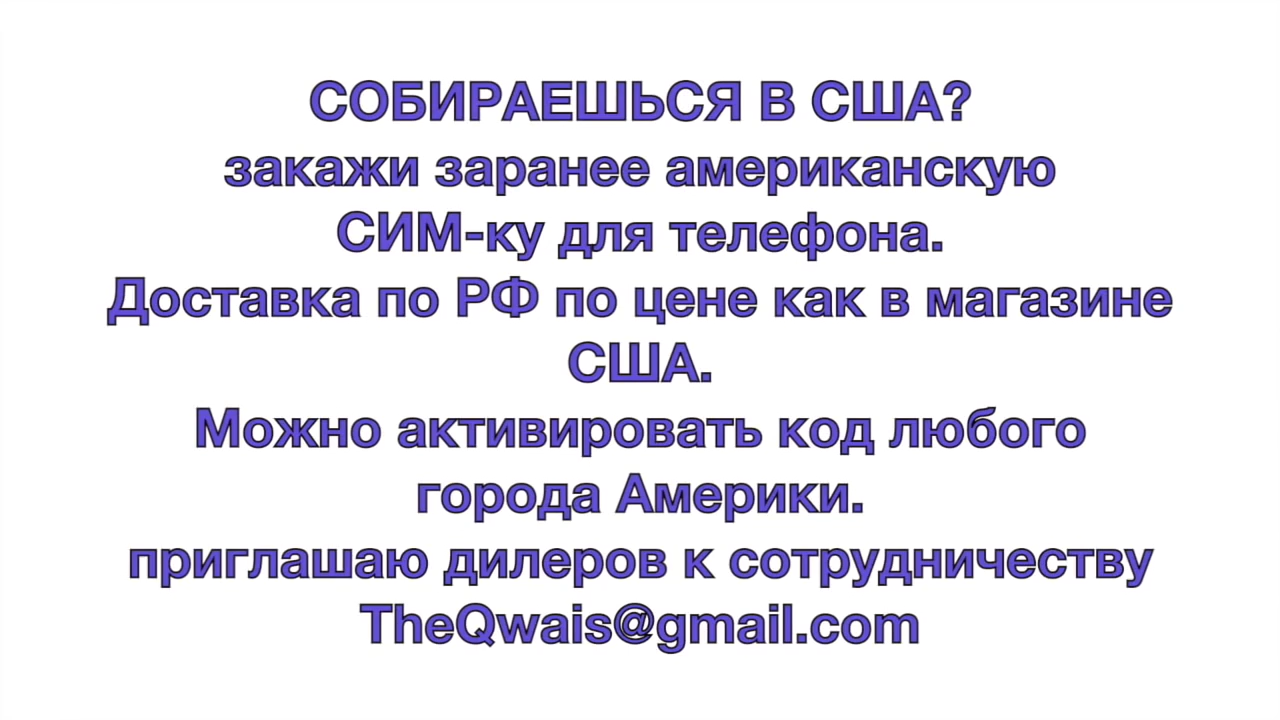 СОБИРАЕШЬСЯ В США?
закажи заранее американскую
СИМ-ку для телефона.
Доставка по РФ по цене как в магазине
США.
Можно активировать код любого
города Америки.
приглашаю дилеров к сотрудничеству
TheQwais@gmail.com